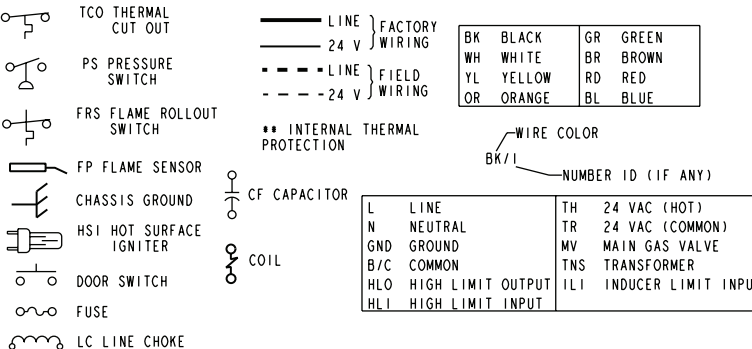 TCO THERMAL
CUT OUT
PS PRESSURE
SWITCH
FRS FLAME ROLLOUT
SWITCH
FP FLAME SENSOR
CHASSIS GROUND
HSI HOT SURFACE
IGNITER
DOOR SWITCH
FUSE
LC LINE CHOKE
LINE
24 V
FACTORY
WIRING
LINE
24 V
FIELD
WIRING
** INTERNAL THERMAL
PROTECTION
CF CAPACITOR
COIL
BK BLACK GR GREEN
WH WHITE BR BROWN
YL YELLOW RD RED
OR ORANGE BL BLUE
WIRE COLOR
BK/1
NUMBER ID (IF ANY)
L LINE TH 24 VAC (HOT)
N NEUTRAL TR 24 VAC (COMMON)
GND GROUND MV MAIN GAS VALVE
B/C COMMON TNS TRANSFORMER
HLO HIGH LIMIT OUTPUT ILI INDUCER LIMIT INPU
HLI HIGH LIMIT INPUT